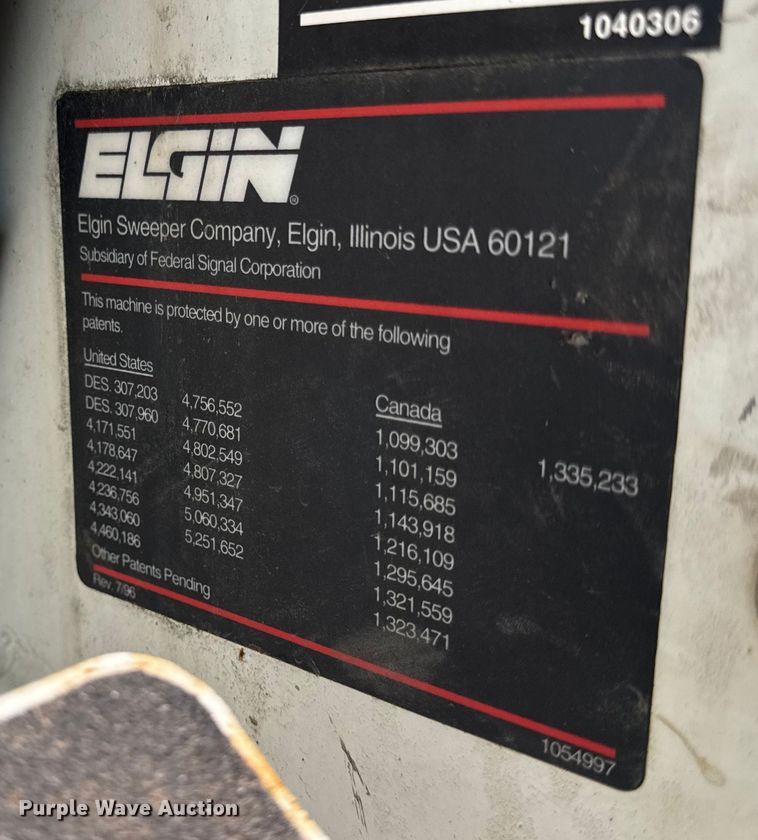 1040306
ELGIN®
Elgin Sweeper Company, Elgin, Illinois USA 60121
Subsidiary of Federal Signal Corporation
This machine is protected by one or more of the following
patents.
United States
DES. 307,203
DES. 307,960
4,171,551
4,178,647
4,222,141
4,236,756
4,343,060
4,460,186
4,756,552
4,770,681
4,802,549
4,807,327
4,951,347
5,060,334
5,251,652
Canada
1,099,303
1,101,159
1,115,685
1,143,918
1,216,109
1,295,645
1,321,559
1,323,471
1,335,233
Other Patents Pending
Rev. 7/96
1054997
Purple Wave Auction